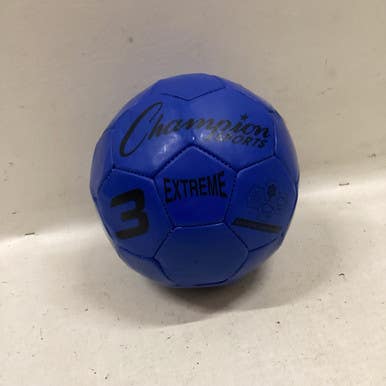 Champion
SPORTS
EXTREME
3